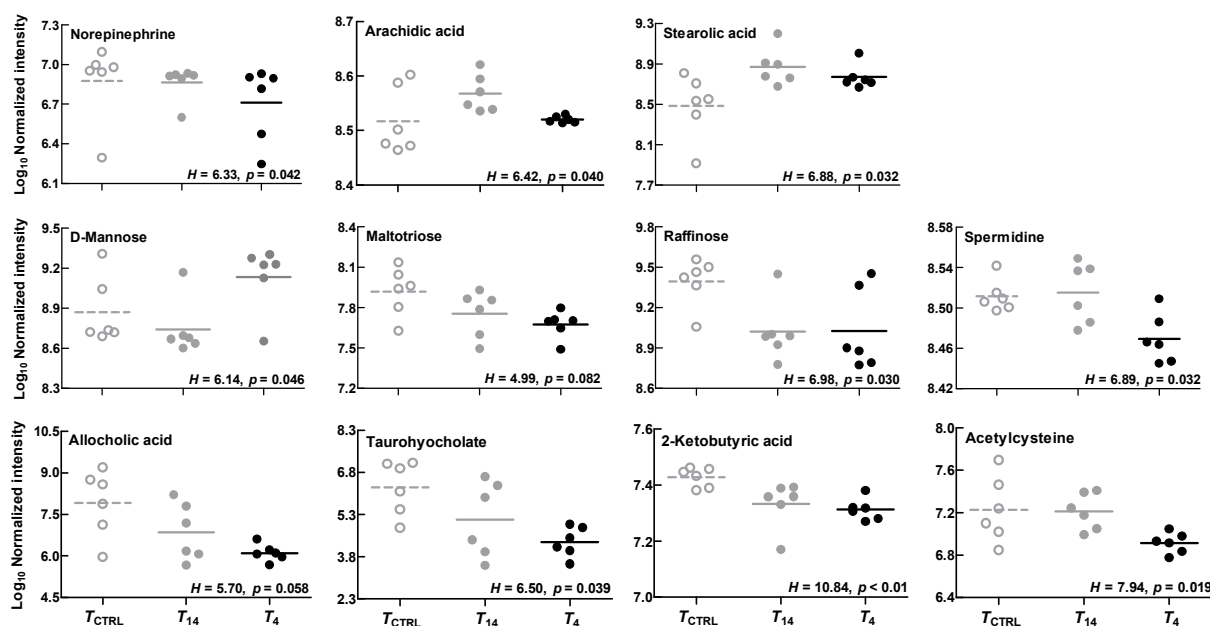 Log10 Normalized intensity
Norepinephrine
7.3
7.0
6.7
6.4
6.1
H = 6.33, p = 0.042
Arachidic acid
8.7
8.6
8.5
8.4
H = 6.42, p = 0.040
Stearolic acid
9.3
8.9
8.5
8.1
7.7
H = 6.88, p = 0.032
Log10 Normalized intensity
D-Mannose
9.5
9.2
8.9
8.6
8.3
H = 6.14, p = 0.046
Maltotriose
8.4
8.1
7.8
7.5
7.2
H = 4.99, p = 0.082
Raffinose
9.8
9.5
9.2
8.9
8.6
H = 6.98, p = 0.030
Spermidine
8.58
8.54
8.50
8.46
8.42
H = 6.89, p = 0.032
Log10 Normalized intensity
Allocholic acid
10.5
9.0
7.5
6.0
4.5
H = 5.70, p = 0.058
Taurohyocholate
8.3
6.8
5.3
3.8
2.3
H = 6.50, p = 0.039
2-Ketobutyric acid
7.6
7.4
7.2
7.0
H = 10.84, p < 0.01
Acetylcysteine
8.0
7.6
7.2
6.8
6.4
H = 7.94, p = 0.019
TCTRL T14 T4
TCTRL T14 T4
TCTRL T14 T4
TCTRL T14 T4